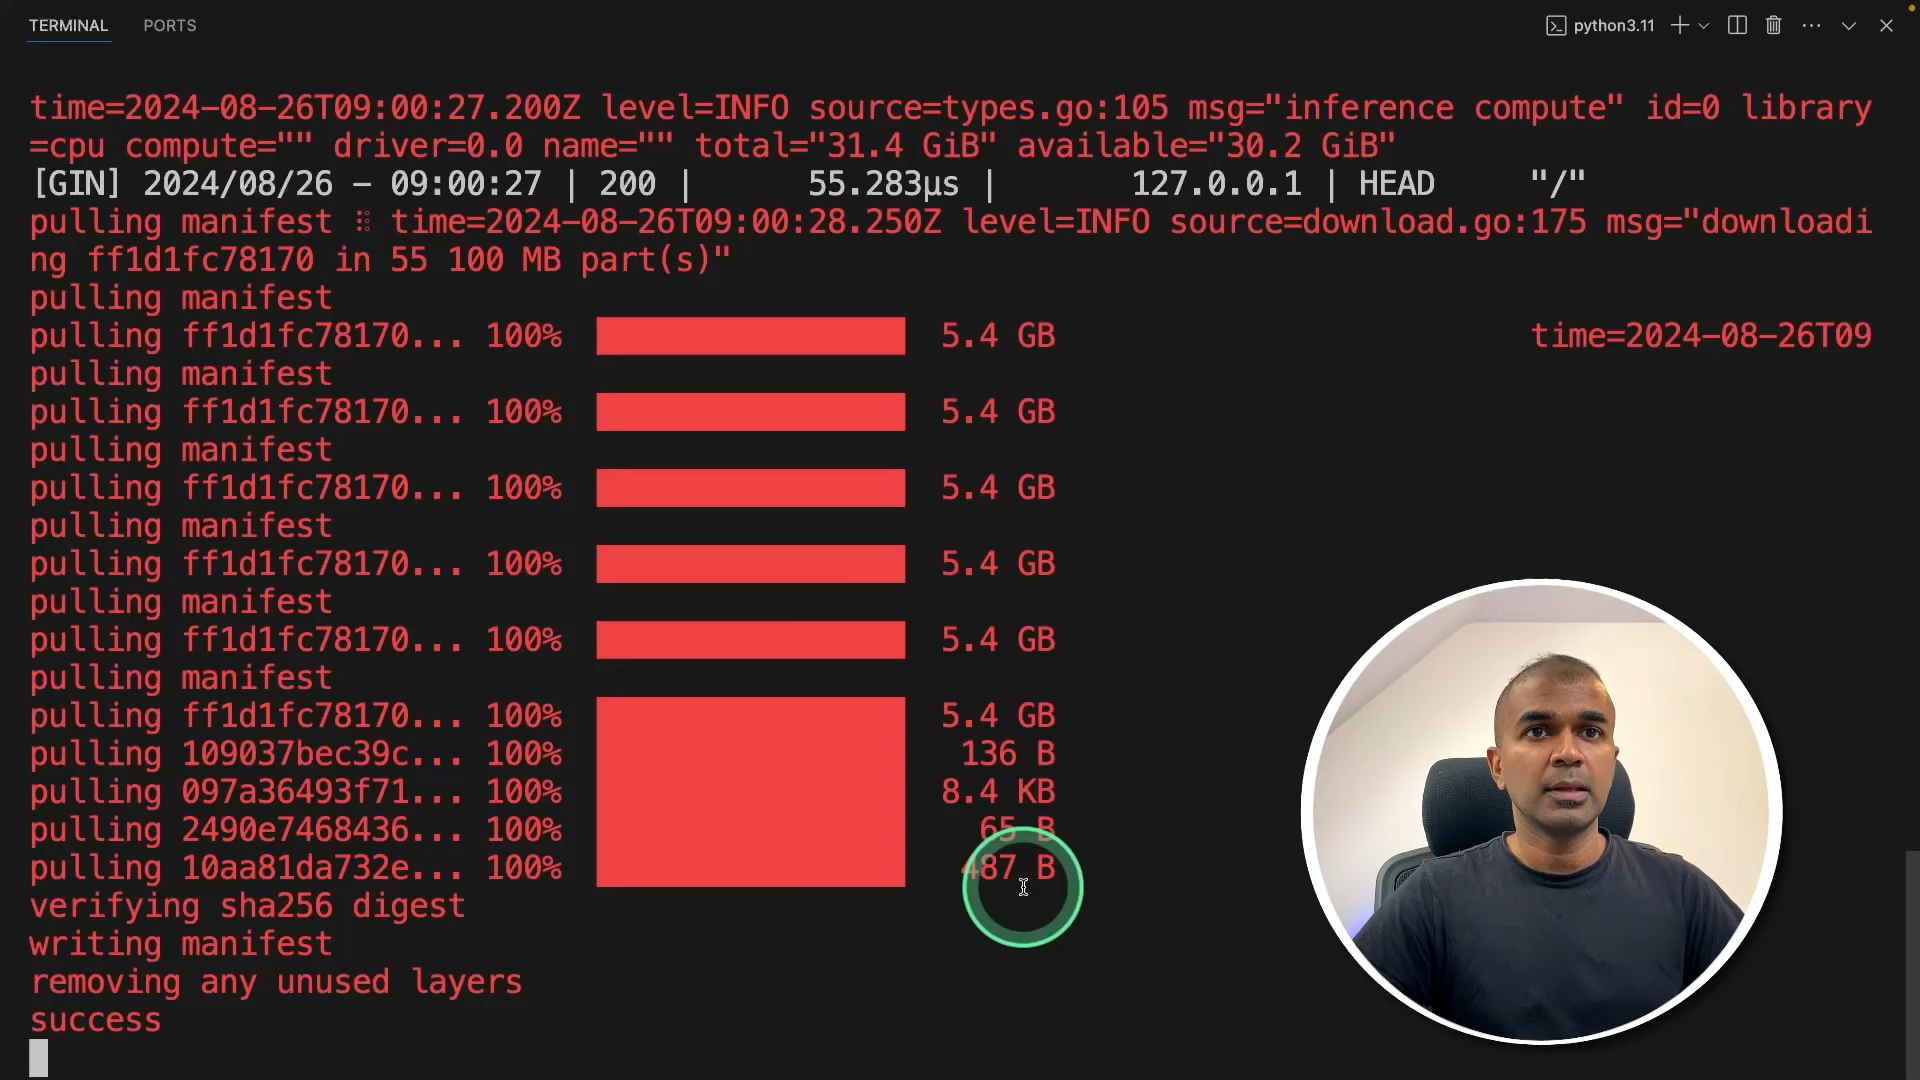 TERMINAL PORTS python3.11
time=2024-08-26T09:00:27.200Z level=INFO source=types.go:105 msg="inference compute" id=0 library
=cpu compute="" driver=0.0 name="" total="31.4 GiB" available="30.2 GiB"
[GIN] 2024/08/26 - 09:00:27 | 200 | 55.283µs | 127.0.0.1 | HEAD "/"
pulling manifest ⠿ time=2024-08-26T09:00:28.250Z level=INFO source=download.go:175 msg="downloadi
ng ff1d1fc78170 in 55 100 MB part(s)"
pulling manifest
pulling ff1d1fc78170... 100% 5.4 GB time=2024-08-26T09
pulling manifest
pulling ff1d1fc78170... 100% 5.4 GB
pulling manifest
pulling ff1d1fc78170... 100% 5.4 GB
pulling manifest
pulling ff1d1fc78170... 100% 5.4 GB
pulling manifest
pulling ff1d1fc78170... 100% 5.4 GB
pulling manifest
pulling ff1d1fc78170... 100% 5.4 GB
pulling 109037bec39c... 100% 136 B
pulling 097a36493f71... 100% 8.4 KB
pulling 2490e7468436... 100% 65 B
pulling 10aa81da732e... 100% 487 B
verifying sha256 digest
writing manifest
removing any unused layers
success